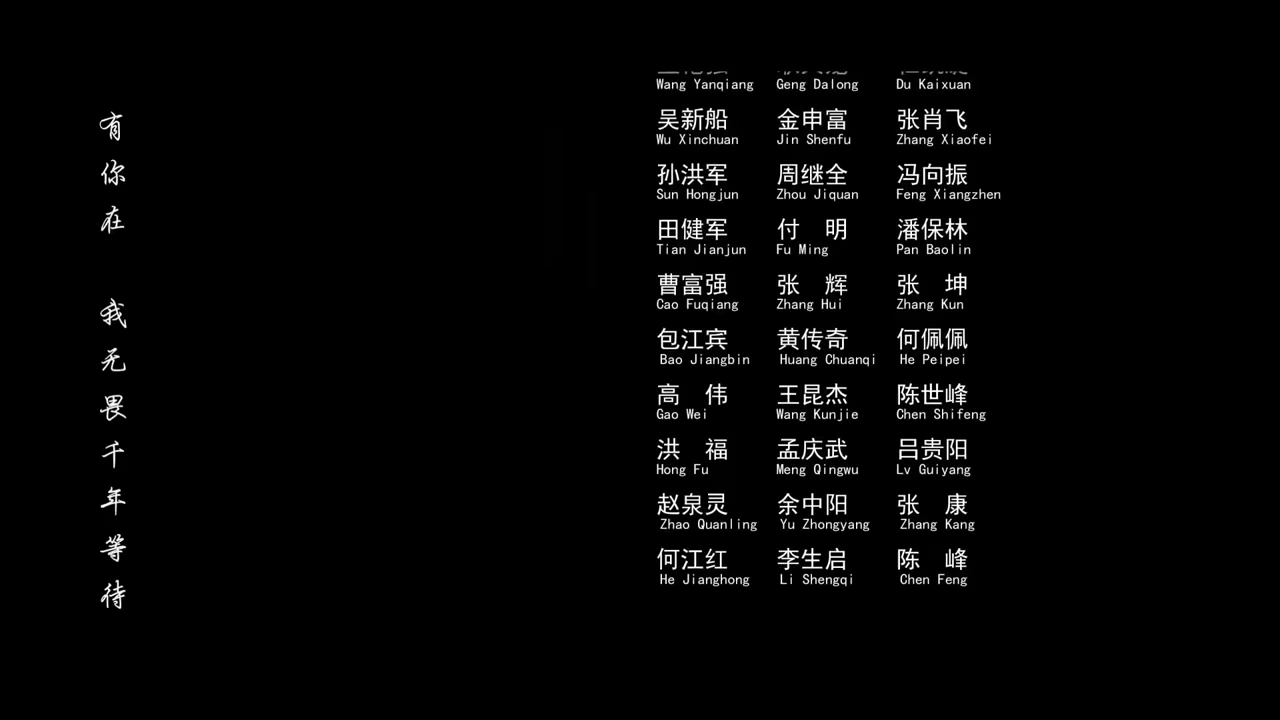 有你在 我无畏千年等待
Wang Yanqiang Geng Dalong Du Kaixuan
吴新船 金申富 张肖飞
Wu Xinchuan Jin Shenfu Zhang Xiaofei
孙洪军 周继全 冯向振
Sun Hongjun Zhou Jiquan Feng Xiangzhen
田健军 付 明 潘保林
Tian Jianjun Fu Ming Pan Baolin
曹富强 张 辉 张 坤
Cao Fuqiang Zhang Hui Zhang Kun
包江宾 黄传奇 何佩佩
Bao Jiangbin Huang Chuanqi He Peipei
高 伟 王昆杰 陈世峰
Gao Wei Wang Kunjie Chen Shifeng
洪 福 孟庆武 吕贵阳
Hong Fu Meng Qingwu Lv Guiyang
赵泉灵 余中阳 张 康
Zhao Quanling Yu Zhongyang Zhang Kang
何江红 李生启 陈 峰
He Jianghong Li Shengqi Chen Feng